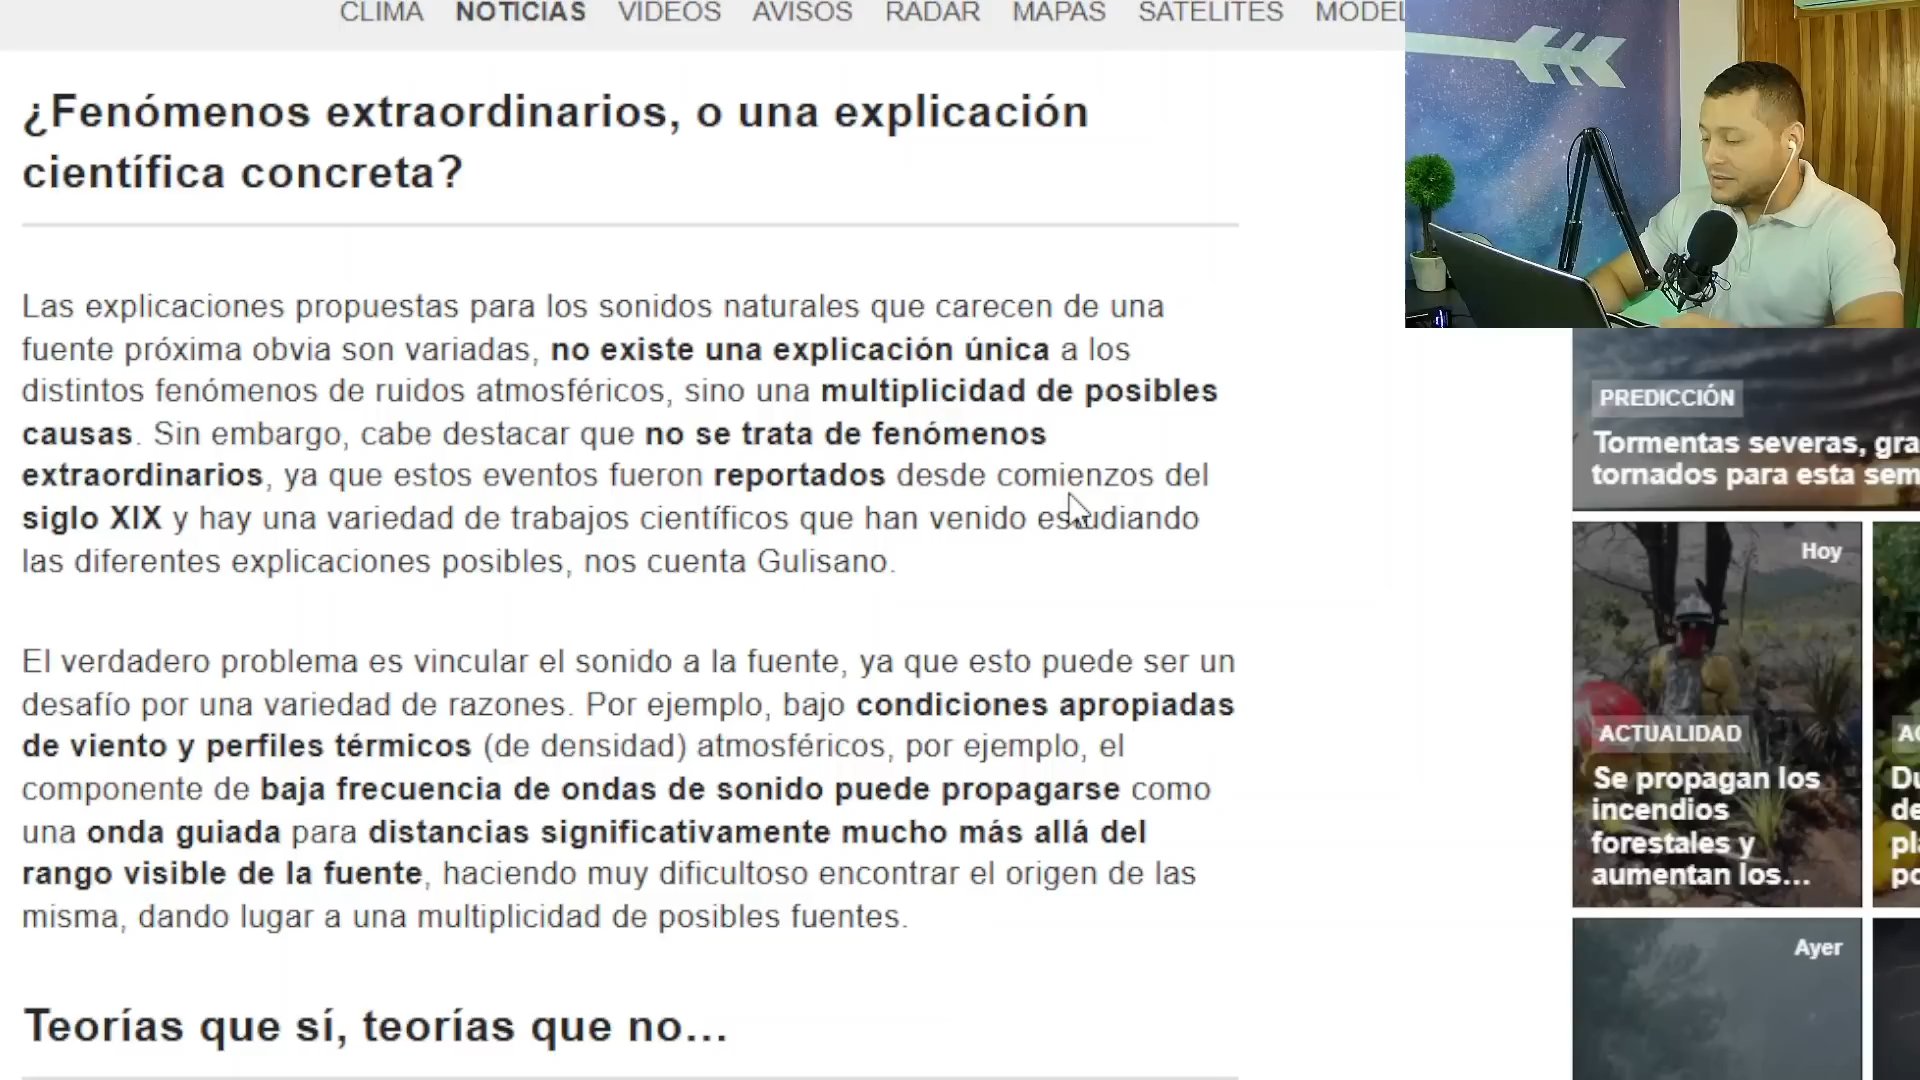 CLIMA NOTICIAS VIDEOS AVISOS RADAR MAPAS SATÉLITES
¿Fenómenos extraordinarios, o una explicación
científica concreta?
Las explicaciones propuestas para los sonidos naturales que carecen de una
fuente próxima obvia son variadas, no existe una explicación única a los
distintos fenómenos de ruidos atmosféricos, sino una multiplicidad de posibles
causas. Sin embargo, cabe destacar que no se trata de fenómenos
extraordinarios, ya que estos eventos fueron reportados desde comienzos del
siglo XIX y hay una variedad de trabajos científicos que han venido estudiando
las diferentes explicaciones posibles, nos cuenta Gulisano.
El verdadero problema es vincular el sonido a la fuente, ya que esto puede ser un
desafío por una variedad de razones. Por ejemplo, bajo condiciones apropiadas
de viento y perfiles térmicos (de densidad) atmosféricos, por ejemplo, el
componente de baja frecuencia de ondas de sonido puede propagarse como
una onda guiada para distancias significativamente mucho más allá del
rango visible de la fuente, haciendo muy dificultoso encontrar el origen de las
misma, dando lugar a una multiplicidad de posibles fuentes.
Teorías que sí, teorías que no...
PREDICCIÓN
Tormentas severas, gra
tornados para esta sem
Hoy
ACTUALIDAD
Se propagan los
incendios
forestales y
aumentan los...
Ayer